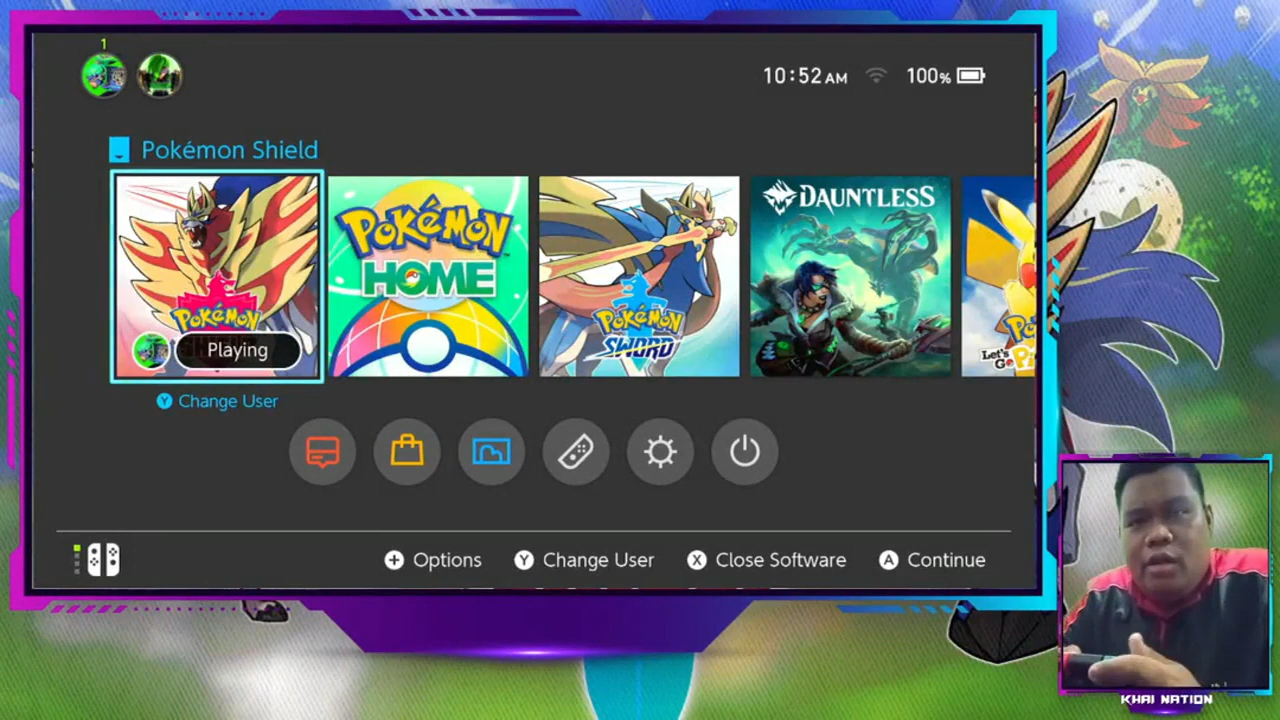 1
10:52 AM 100%
Pokémon Shield
Pokémon
Playing
Pokémon
HOME
Pokémon
SWORD
DAUNTLESS
Let's
Y Change User
+ Options Y Change User X Close Software A Continue
KHAI NATION